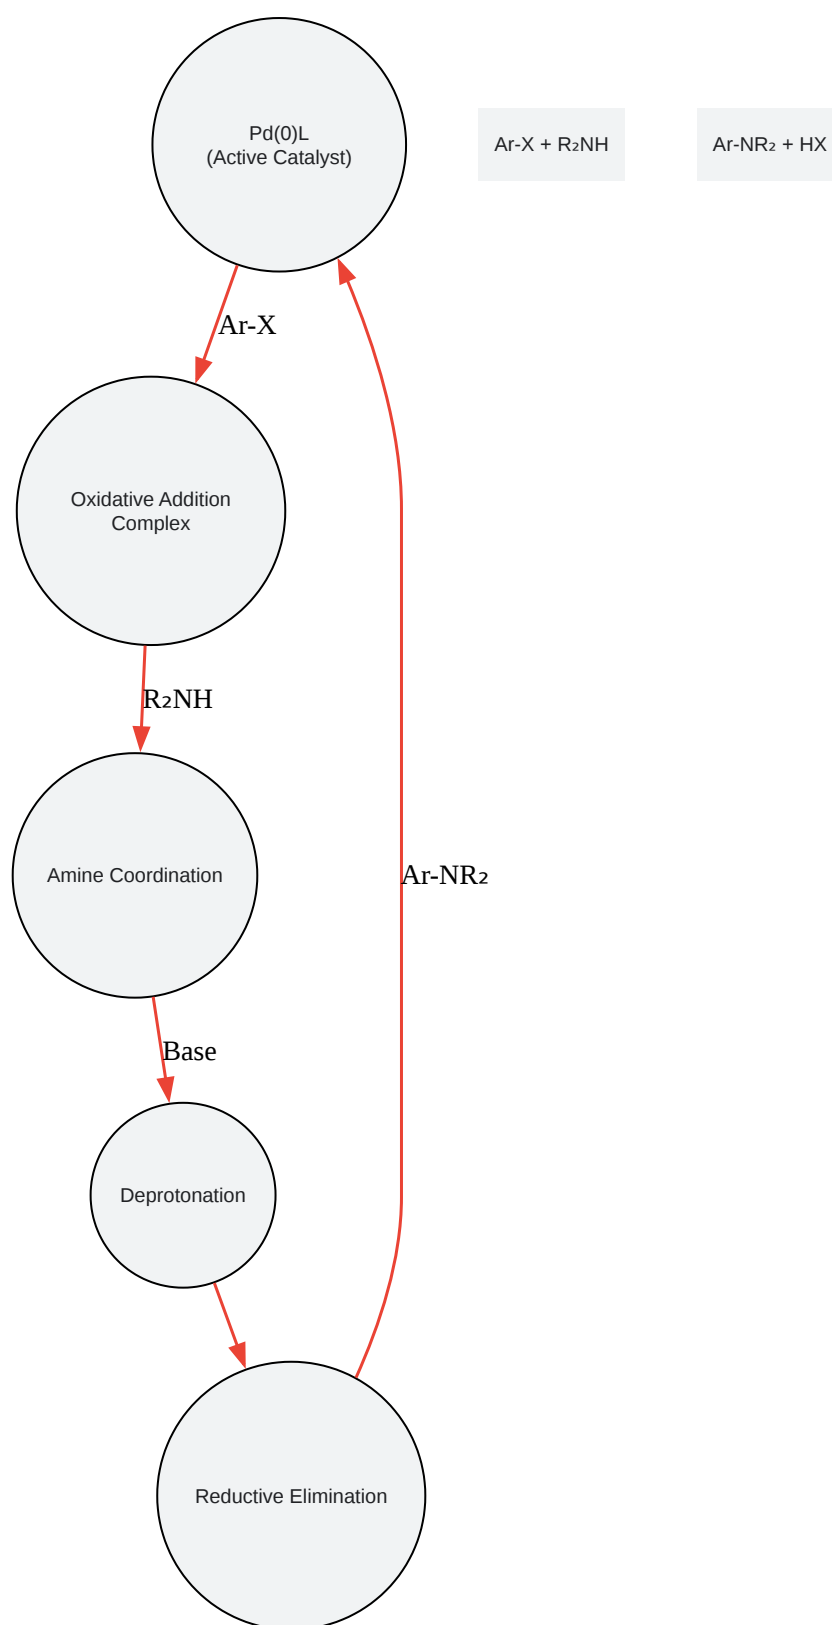 Pd(0)L
(Active Catalyst)
Ar-X + R₂NH
Ar-NR₂ + HX
Ar-X
Oxidative Addition
Complex
R₂NH
Amine Coordination
Ar-NR₂
Base
Deprotonation
Reductive Elimination